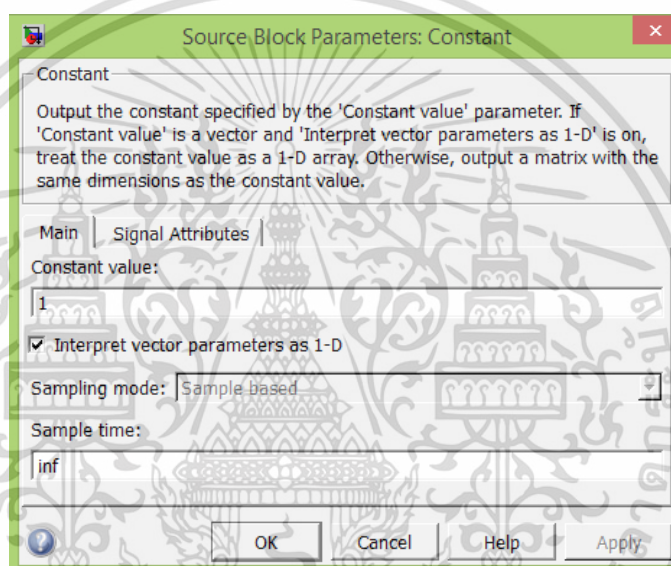 Source Block Parameters: Constant
Constant
Output the constant specified by the 'Constant value' parameter. If
'Constant value' is a vector and 'Interpret vector parameters as 1-D' is on,
treat the constant value as a 1-D array. Otherwise, output a matrix with the
same dimensions as the constant value.
Main
Signal Attributes
Constant value:
1
Interpret vector parameters as 1-D
Sampling mode: Sample based
Sample time:
inf
OK
Cancel
Help
Apply